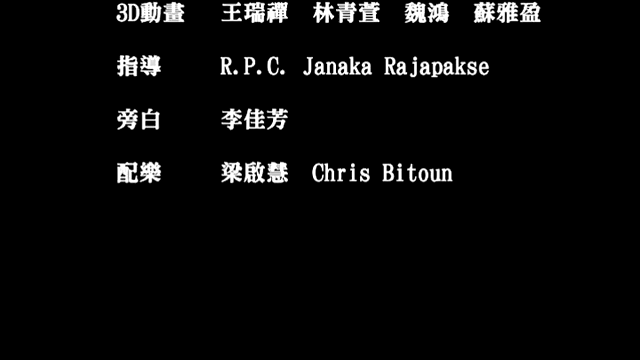 3D動畫 王瑞禪 林青萱 魏鴻 蘇雅盈
指導 R.P.C. Janaka Rajapakse
旁白 李佳芳
配樂 梁啟慧 Chris Bitoun